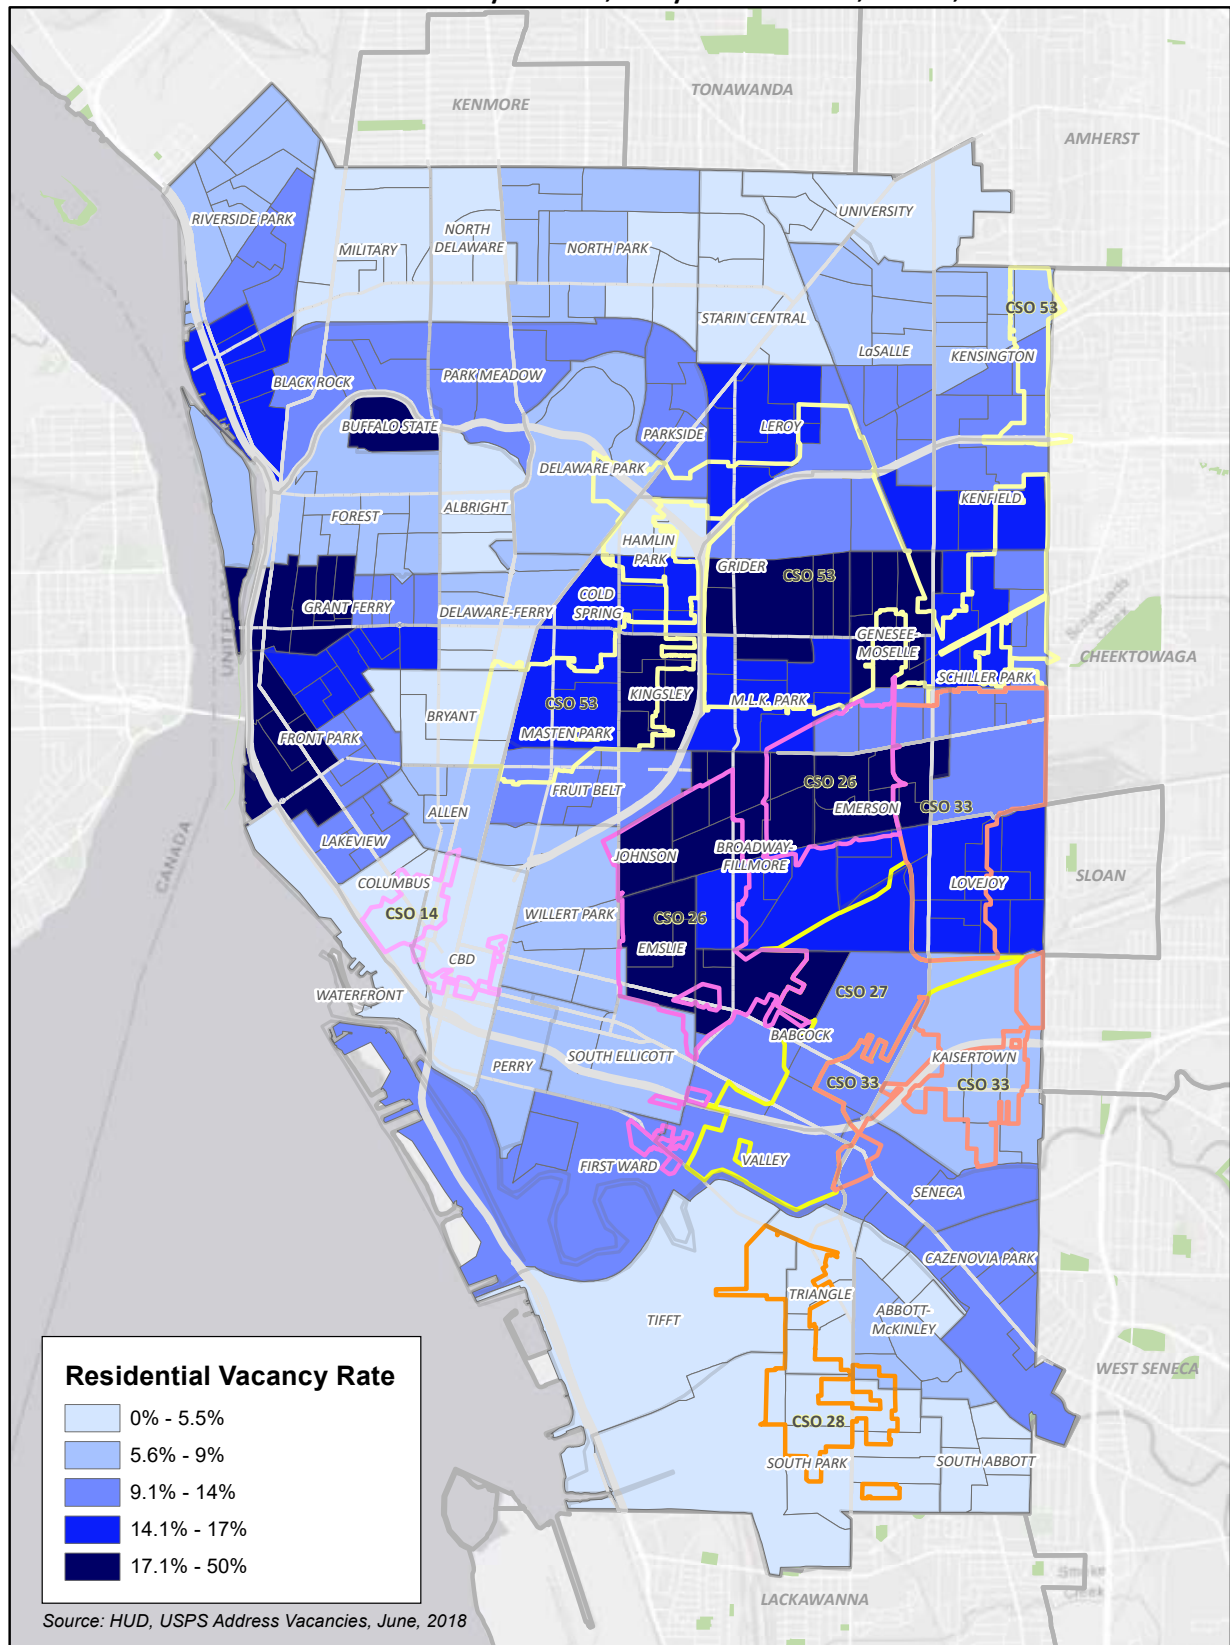 KENMORE
TONAWANDA
AMHERST
RIVERSIDE PARK
MILITARY
NORTH
DELAWARE
NORTH PARK
UNIVERSITY
STARIN CENTRAL
CSO 53
LaSALLE
KENSINGTON
BLACK ROCK
PARK MEADOW
BUFFALO STATE
PARKSIDE
LEROY
DELAWARE PARK
ALBRIGHT
FOREST
KENFIELD
HAMLIN
PARK
GRIDER
CSO 53
COLD
SPRING
GRANT FERRY
DELAWARE-FERRY
GENESEE-
MOSELLE
CHEEKTOWAGA
SCHILLER PARK
KINGSLEY
M.L.K. PARK
CSO 53
BRYANT
MASTEN PARK
FRONT PARK
FRUIT BELT
CSO 26
EMERSON
CSO 33
ALLEN
LAKEVIEW
JOHNSON
BROADWAY-
FILLMORE
CANADA
COLUMBUS
LOVEJOY
SLOAN
CSO 14
WILLERT PARK
CSO 26
EMSLIE
CBD
WATERFRONT
CSO 27
BABCOCK
PERRY
SOUTH ELLICOTT
KAISERTOWN
CSO 33
CSO 33
FIRST WARD
VALLEY
SENECA
CAZENOVIA PARK
TIFFT
TRIANGLE
ABBOTT-
McKINLEY
WEST SENECA
CSO 28
SOUTH PARK
SOUTH ABBOTT
LACKAWANNA
Residential Vacancy Rate
0% - 5.5%
5.6% - 9%
9.1% - 14%
14.1% - 17%
17.1% - 50%
Source: HUD, USPS Address Vacancies, June, 2018